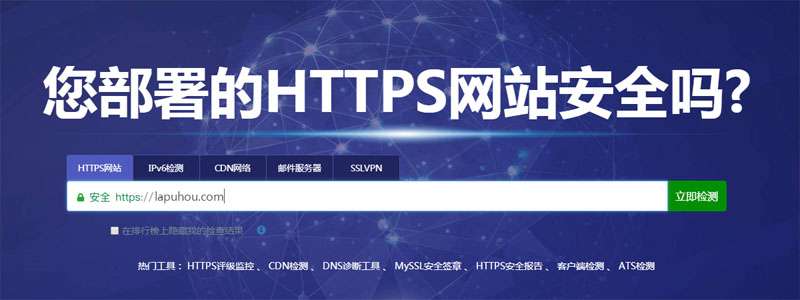 您部署的HTTPS网站安全吗?
HTTPS网站 IPv6检测 CDN网络 邮件服务器 SSLVPN
安全 https://lapuhou.com 立即检测
在排行榜上隐藏我的检查结果
热门工具： HTTPS评级监控 、 CDN检测 、 DNS诊断工具 、 MySSL安全签章 、 HTTPS安全报告 、 客户端检测 、 ATS检测